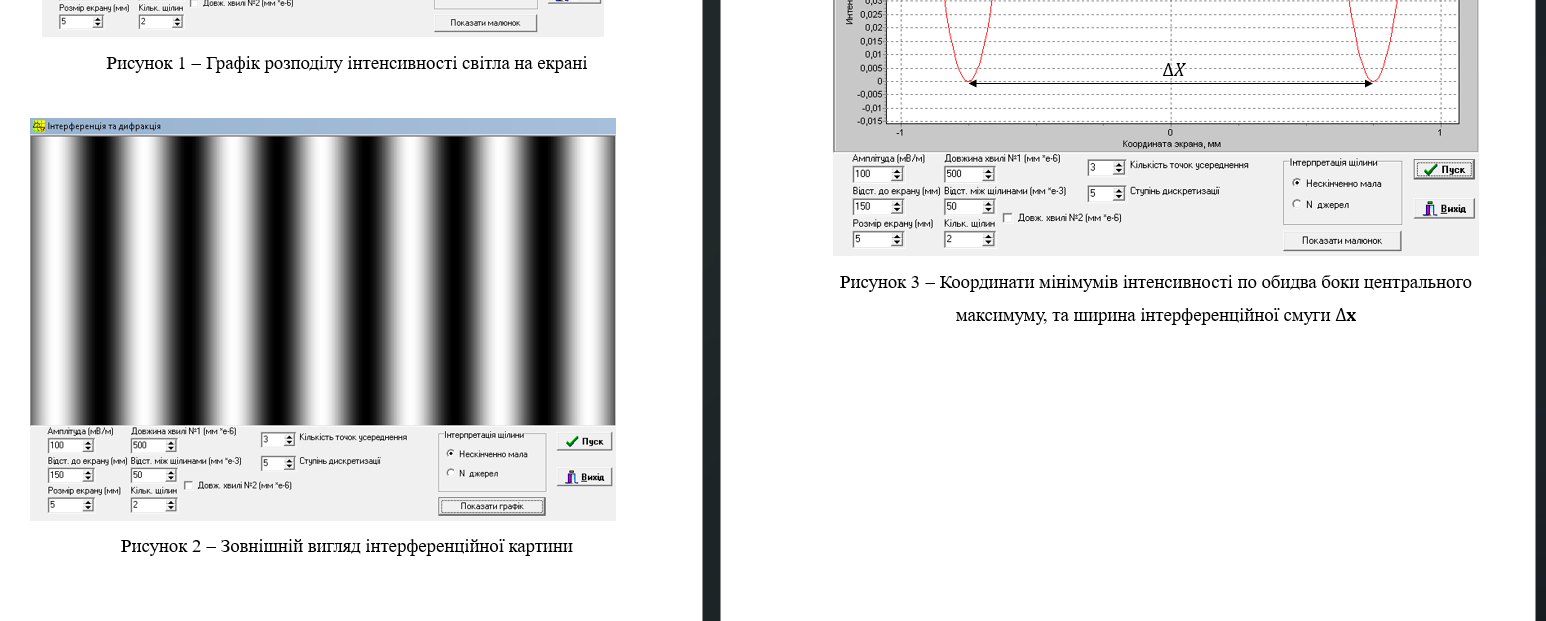 Довж. хвилі №2 (мм *е-6)
Розмір екрану (мм) Кільк. щілин
5 2
Показати малюнок
Рисунок 1 – Графік розподілу інтенсивності світла на екрані
Інтерференція та дифракція
Амплітуда (мВ/м) Довжина хвилі №1 (мм *е-6)
100 500 3 Кількість точок усереднення
Відст. до екрану (мм) Відст. між щілинами (мм *е-3)
150 50 5 Ступінь дискретизації
Довж. хвилі №2 (мм *е-6)
Розмір екрану (мм) Кільк. щілин
5 2
Інтерпретація щілини
Нескінченно мала
N джерел
Пуск
Вихід
Показати графік
Рисунок 2 – Зовнішній вигляд інтерференційної картини
0,03
0,025
0,02
0,015
0,01
0,005
0
-0,005
-0,01
-0,015
ΔX
-1 0 1
Координата экрана, мм
Амплітуда (мВ/м) Довжина хвилі №1 (мм *е-6)
100 500 3 Кількість точок усереднення
Відст. до екрану (мм) Відст. між щілинами (мм *е-3)
150 50 5 Ступінь дискретизації
Довж. хвилі №2 (мм *е-6)
Розмір екрану (мм) Кільк. щілин
5 2
Інтерпретація щілини
Нескінченно мала
N джерел
Пуск
Вихід
Показати малюнок
Рисунок 3 – Координати мінімумів інтенсивності по обидва боки центрального
максимуму, та ширина інтерференційної смуги Δx